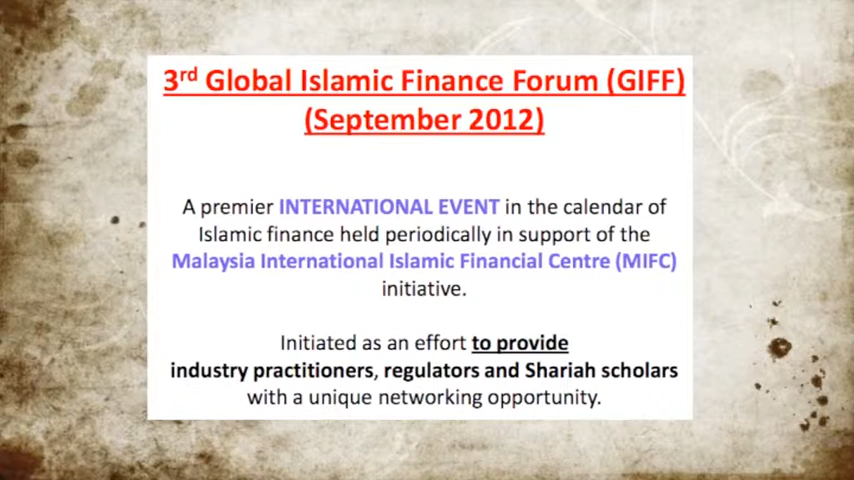 3rd Global Islamic Finance Forum (GIFF)
(September 2012)
A premier INTERNATIONAL EVENT in the calendar of
Islamic finance held periodically in support of the
Malaysia International Islamic Financial Centre (MIFC)
initiative.
Initiated as an effort to provide
industry practitioners, regulators and Shariah scholars
with a unique networking opportunity.